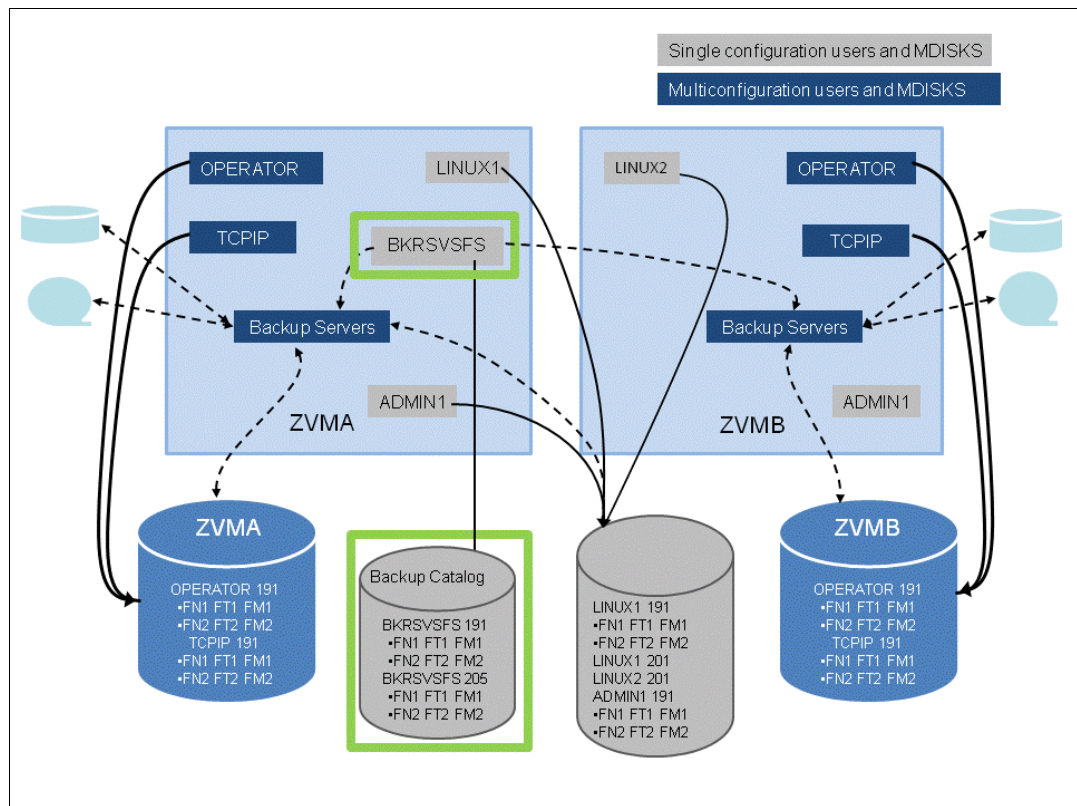 Single configuration users and MDISKS
Multiconfiguration users and MDISKS
OPERATOR
LINUX1
TCPIP
BKRSVSFS
Backup Servers
ADMIN1
ZVMA
LINUX2
OPERATOR
TCPIP
Backup Servers
ADMIN1
ZVMB
ZVMA
OPERATOR 191
▪FN1 FT1 FM1
▪FN2 FT2 FM2
TCPIP 191
▪FN1 FT1 FM1
▪FN2 FT2 FM2
Backup Catalog
BKRSVSFS 191
▪FN1 FT1 FM1
▪FN2 FT2 FM2
BKRSVSFS 205
▪FN1 FT1 FM1
▪FN2 FT2 FM2
LINUX1 191
▪FN1 FT1 FM1
▪FN2 FT2 FM2
LINUX1 201
LINUX2 201
ADMIN1 191
▪FN1 FT1 FM1
▪FN2 FT2 FM2
ZVMB
OPERATOR 191
▪FN1 FT1 FM1
▪FN2 FT2 FM2
TCPIP 191
▪FN1 FT1 FM1
▪FN2 FT2 FM2